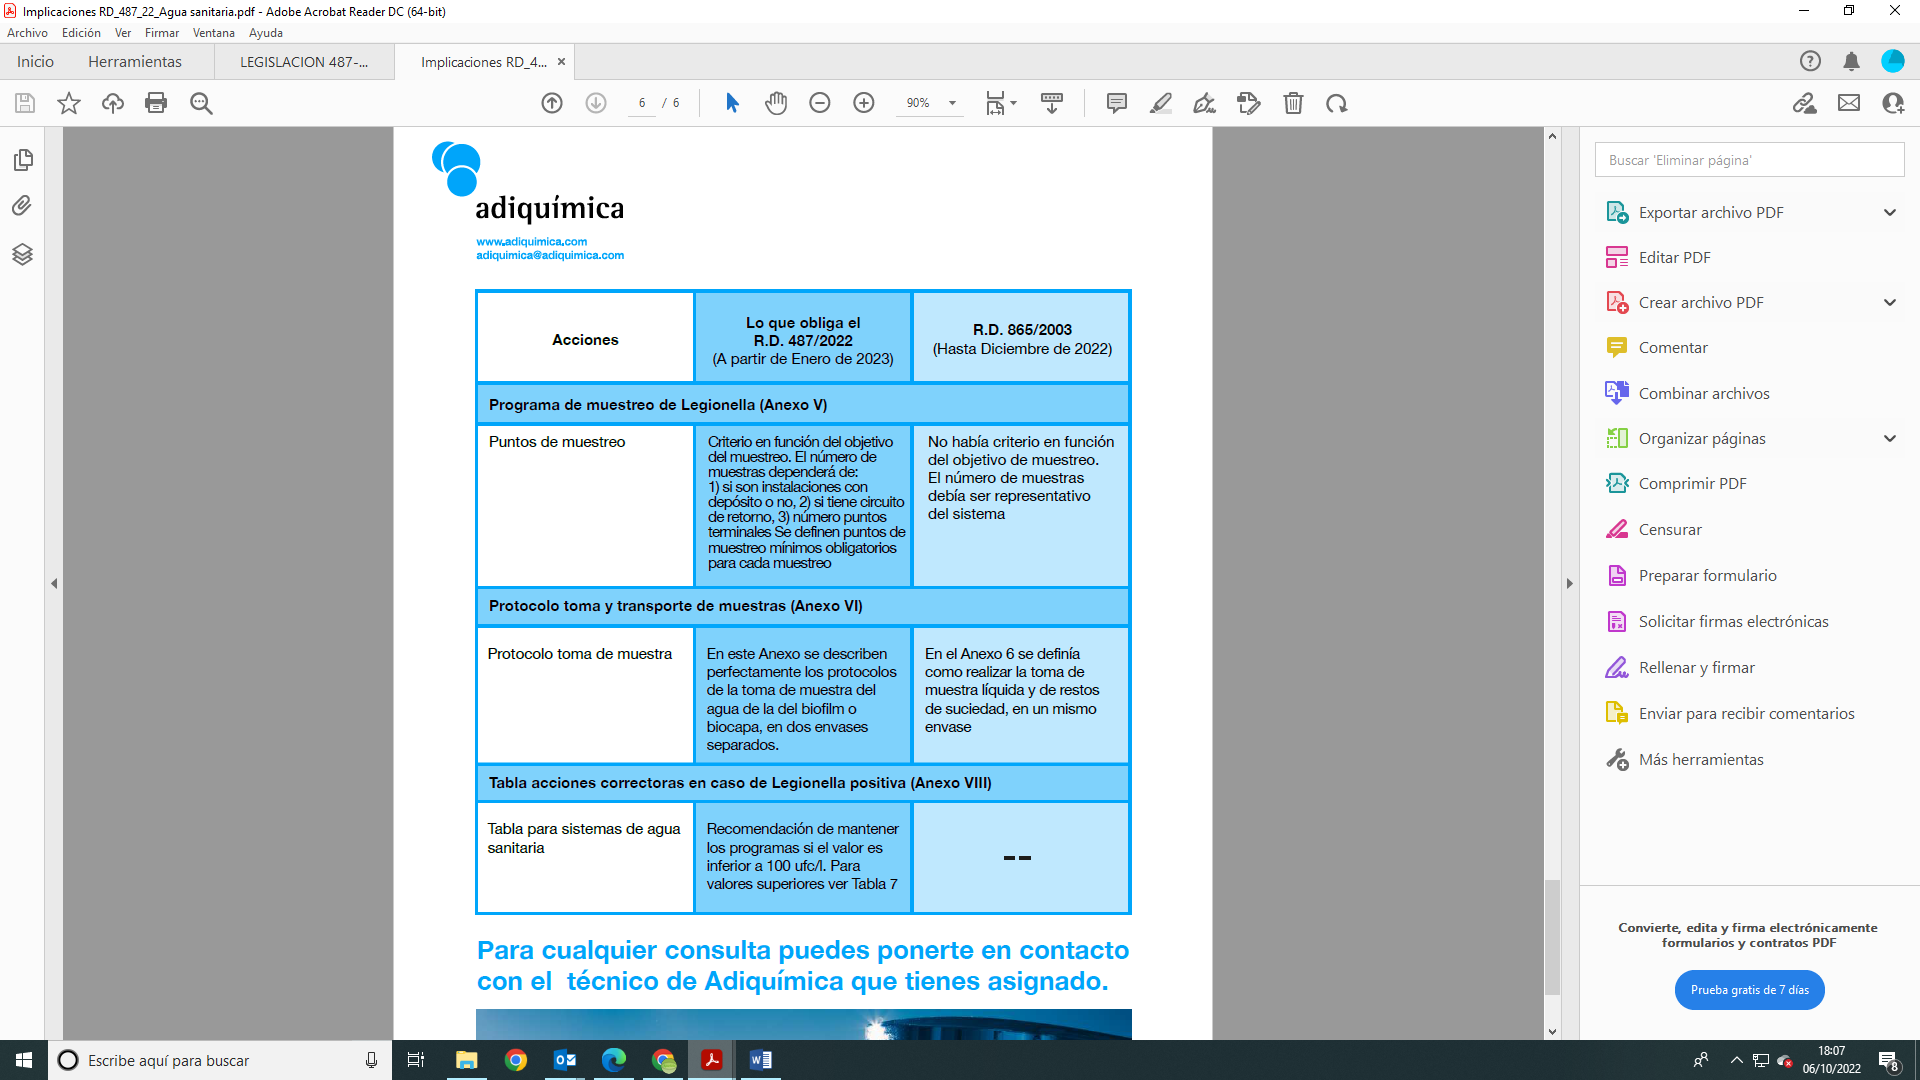 Implicaciones RD_487_22_Agua sanitaria.pdf - Adobe Acrobat Reader DC (64-bit)
Archivo Edición Ver Firmar Ventana Ayuda
Inicio Herramientas LEGISLACION 487-... Implicaciones RD_4...
6 / 6 90%
adiquímica
www.adiquimica.com
adiquimica@adiquimica.com
Acciones
Lo que obliga el
R.D. 487/2022
(A partir de Enero de 2023)
R.D. 865/2003
(Hasta Diciembre de 2022)
Programa de muestreo de Legionella (Anexo V)
Puntos de muestreo
Criterio en función del objetivo
del muestreo. El número de
muestras dependerá de:
1) si son instalaciones con
depósito o no, 2) si tiene circuito
de retorno, 3) número puntos
terminales Se definen puntos de
muestreo mínimos obligatorios
para cada muestreo
No había criterio en función
del objetivo de muestreo.
El número de muestras
debía ser representativo
del sistema
Protocolo toma y transporte de muestras (Anexo VI)
Protocolo toma de muestra
En este Anexo se describen
perfectamente los protocolos
de la toma de muestra del
agua de la del biofilm o
biocapa, en dos envases
separados.
En el Anexo 6 se definía
como realizar la toma de
muestra líquida y de restos
de suciedad, en un mismo
envase
Tabla acciones correctoras en caso de Legionella positiva (Anexo VIII)
Tabla para sistemas de agua
sanitaria
Recomendación de mantener
los programas si el valor es
inferior a 100 ufc/l. Para
valores superiores ver Tabla 7
--
Para cualquier consulta puedes ponerte en contacto
con el técnico de Adiquímica que tienes asignado.
Buscar 'Eliminar página'
Exportar archivo PDF
Editar PDF
Crear archivo PDF
Comentar
Combinar archivos
Organizar páginas
Comprimir PDF
Censurar
Preparar formulario
Solicitar firmas electrónicas
Rellenar y firmar
Enviar para recibir comentarios
Más herramientas
Convierte, edita y firma electrónicamente
formularios y contratos PDF
Prueba gratis de 7 días
Escribe aquí para buscar
18:07
06/10/2022
8